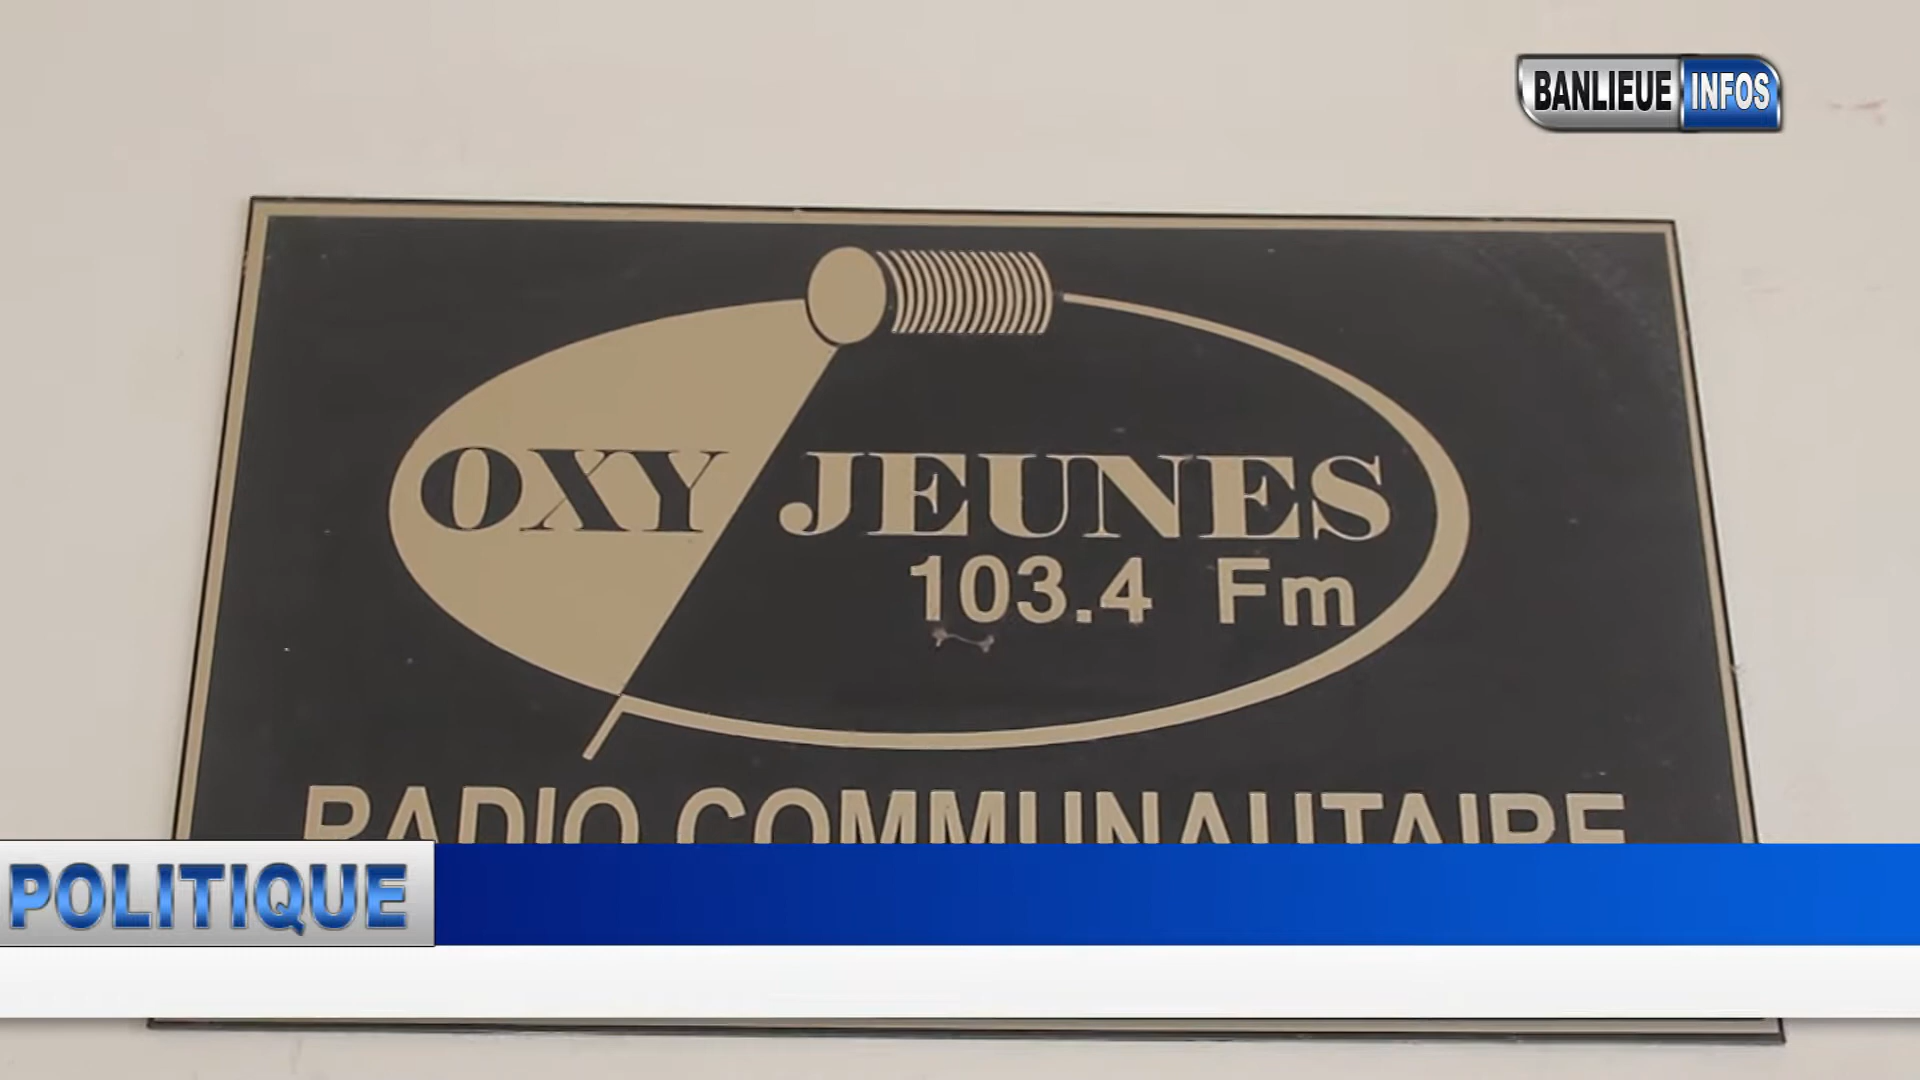 BANLIEUE INFOS
OXY JEUNES
103.4 Fm
RADIO COMMUNAUTAIRE
POLITIQUE